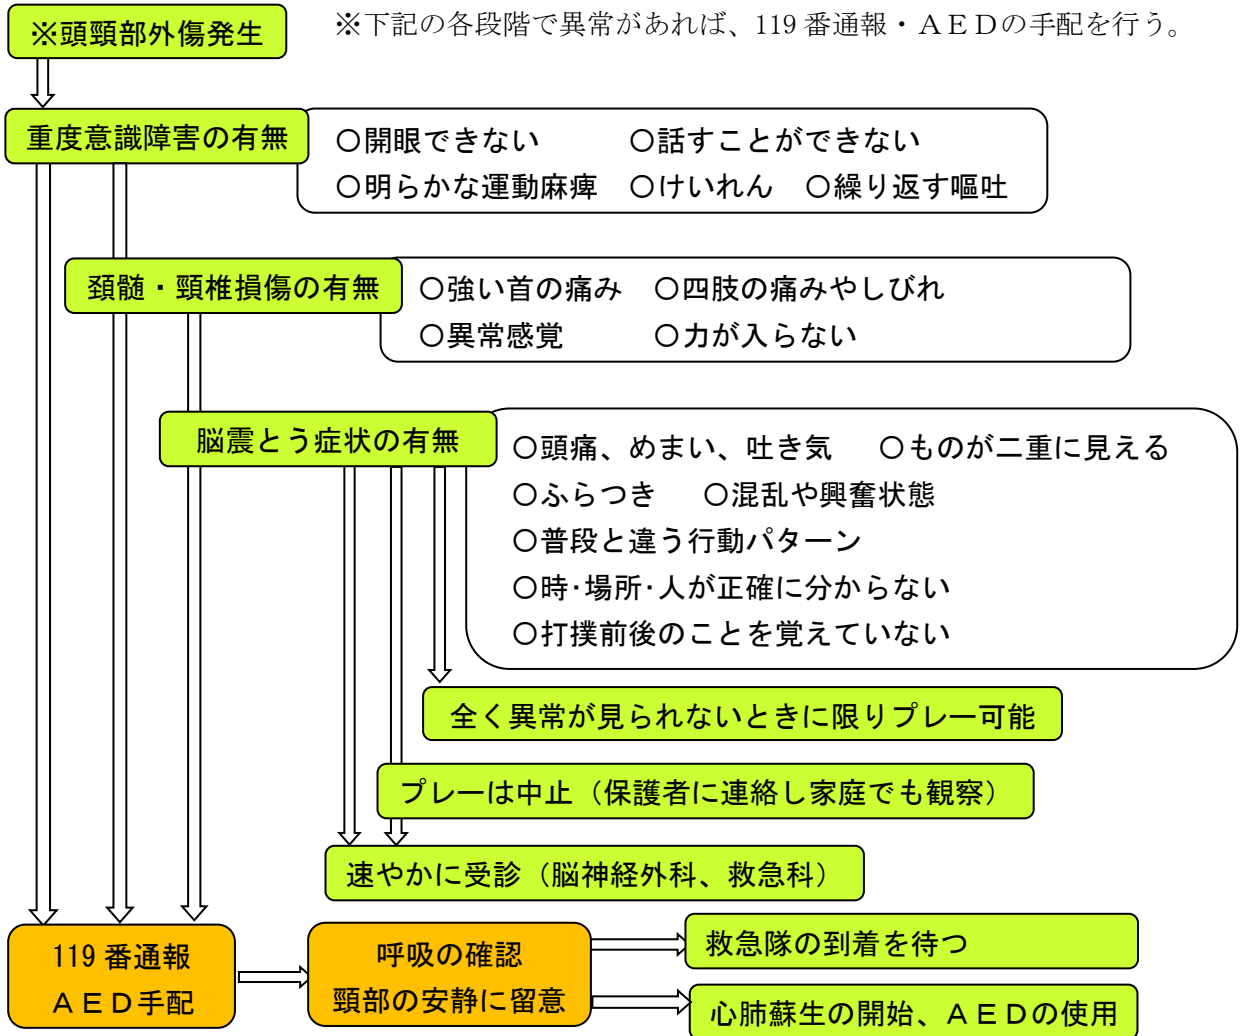 ※頭頸部外傷発生
※下記の各段階で異常があれば、119番通報・ＡＥＤの手配を行う。
重度意識障害の有無
○開眼できない ○話すことができない
○明らかな運動麻痺 ○けいれん ○繰り返す嘔吐
頚髄・頸椎損傷の有無
○強い首の痛み ○四肢の痛みやしびれ
○異常感覚 ○力が入らない
脳震とう症状の有無
○頭痛、めまい、吐き気 ○ものが二重に見える
○ふらつき ○混乱や興奮状態
○普段と違う行動パターン
○時･場所･人が正確に分からない
○打撲前後のことを覚えていない
全く異常が見られないときに限りプレー可能
プレーは中止（保護者に連絡し家庭でも観察）
速やかに受診（脳神経外科、救急科）
119番通報
ＡＥＤ手配
呼吸の確認
頸部の安静に留意
救急隊の到着を待つ
心肺蘇生の開始、ＡＥＤの使用